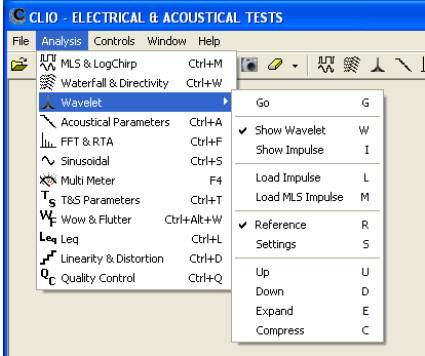 CLIO - ELECTRICAL & ACOUSTICAL TESTS
File Analysis Controls Window Help
MLS & LogChirp Ctrl+M
Waterfall & Directivity Ctrl+W
Wavelet
Acoustical Parameters Ctrl+A
FFT & RTA Ctrl+F
Sinusoidal Ctrl+S
Multi Meter F4
T&S Parameters Ctrl+T
Wow & Flutter Ctrl+Alt+W
Leq Leq Ctrl+L
Linearity & Distortion Ctrl+D
Quality Control Ctrl+Q
Go G
Show Wavelet W
Show Impulse I
Load Impulse L
Load MLS Impulse M
Reference R
Settings S
Up U
Down D
Expand E
Compress C